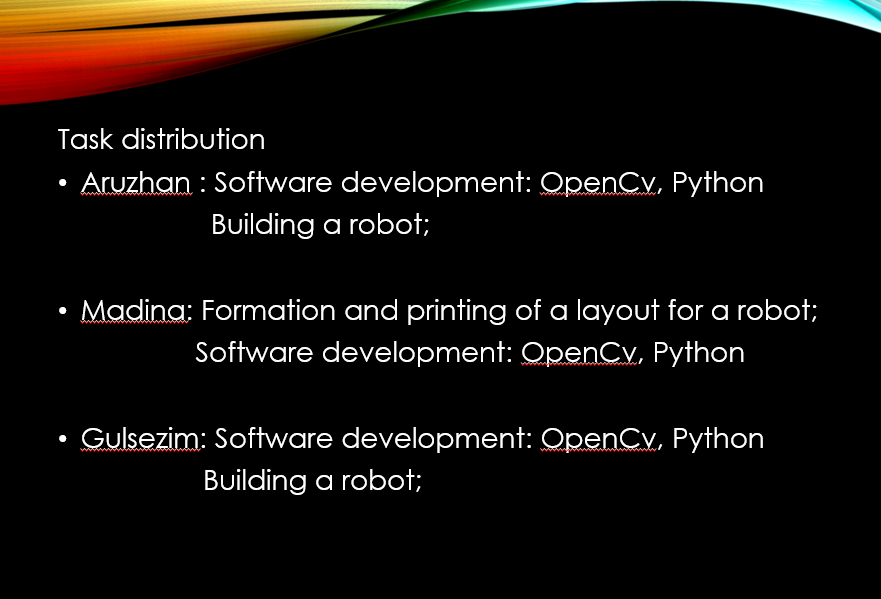 Task distribution
• Aruzhan : Software development: OpenCv, Python
Building a robot;
• Madina: Formation and printing of a layout for a robot;
Software development: OpenCv, Python
• Gulsezim: Software development: OpenCv, Python
Building a robot;